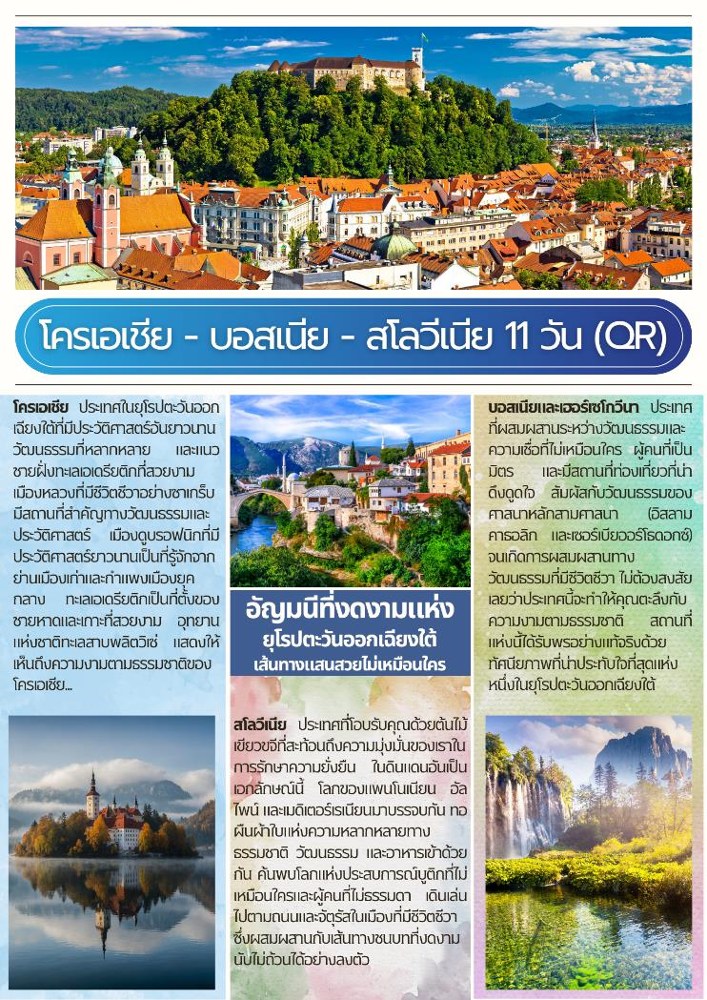 โครเอเชีย - บอสเนีย - สโลวีเนีย 11 วัน (QR)
โครเอเชีย ประเทศในยุโรปตะวันออก
เฉียงใต้ที่มีประวัติศาสตร์อันยาวนาน
วัฒนธรรมที่หลากหลาย และแนว
ชายฝั่งทะเลเอเดรียติกที่สวยงาม
เมืองหลวงที่มีชีวิตชีวาอย่างซาเกร็บ
มีสถานที่สำคัญทางวัฒนธรรมและ
ประวัติศาสตร์ เมืองดูบรอฟนิกที่มี
ประวัติศาสตร์ยาวนานเป็นที่รู้จักจาก
ย่านเมืองเก่าและกำแพงเมืองยุค
กลาง ทะเลเอเดรียติกเป็นที่ตั้งของ
ชายหาดและเกาะที่สวยงาม อุทยาน
แห่งชาติทะเลสาบพลิตวิเซ่ แสดงให้
เห็นถึงความงามตามธรรมชาติของ
โครเอเชีย...
อัญมนีที่งดงามแห่ง
ยุโรปตะวันออกเฉียงใต้
เส้นทางแสนสวยไม่เหมือนใคร
สโลวีเนีย ประเทศที่โอบรับคุณด้วยต้นไม้
เขียวขจีที่สะท้อนถึงความมุ่งมั่นของเราใน
การรักษาความยั่งยืน ในดินแดนอันเป็น
เอกลักษณ์นี้ โลกของแพนโนเนียน อัล
ไพน์ และเมดิเตอร์เรเนียนมาบรรจบกัน ทอ
ผืนผ้าใบแห่งความหลากหลายทาง
ธรรมชาติ วัฒนธรรม และอาหารเข้าด้วย
กัน ค้นพบโลกแห่งประสบการณ์บูติกที่ไม่
เหมือนใครและผู้คนที่ไม่ธรรมดา เดินเล่น
ไปตามถนนและจัตุรัสในเมืองที่มีชีวิตชีวา
ซึ่งผสมผสานกับเส้นทางชนบทที่งดงาม
นับไม่ถ้วนได้อย่างลงตัว
บอสเนียและเฮอร์เซโกวีนา ประเทศ
ที่ผสมผสานระหว่างวัฒนธรรมและ
ความเชื่อที่ไม่เหมือนใคร ผู้คนที่เป็น
มิตร และมีสถานที่ท่องเที่ยวที่น่า
ดึงดูดใจ สัมผัสกับวัฒนธรรมของ
ศาสนาหลักสามศาสนา (อิสลาม
คาธอลิก และเซอร์เบียออร์โธดอกซ์)
จนเกิดการผสมผสานทาง
วัฒนธรรมที่มีชีวิตชีวา ไม่ต้องสงสัย
เลยว่าประเทศนี้จะทำให้คุณตะลึงกับ
ความงามตามธรรมชาติ สถานที่
แห่งนี้ได้รับพรอย่างแท้จริงด้วย
ทัศนียภาพที่น่าประทับใจที่สุดแห่ง
หนึ่งในยุโรปตะวันออกเฉียงใต้